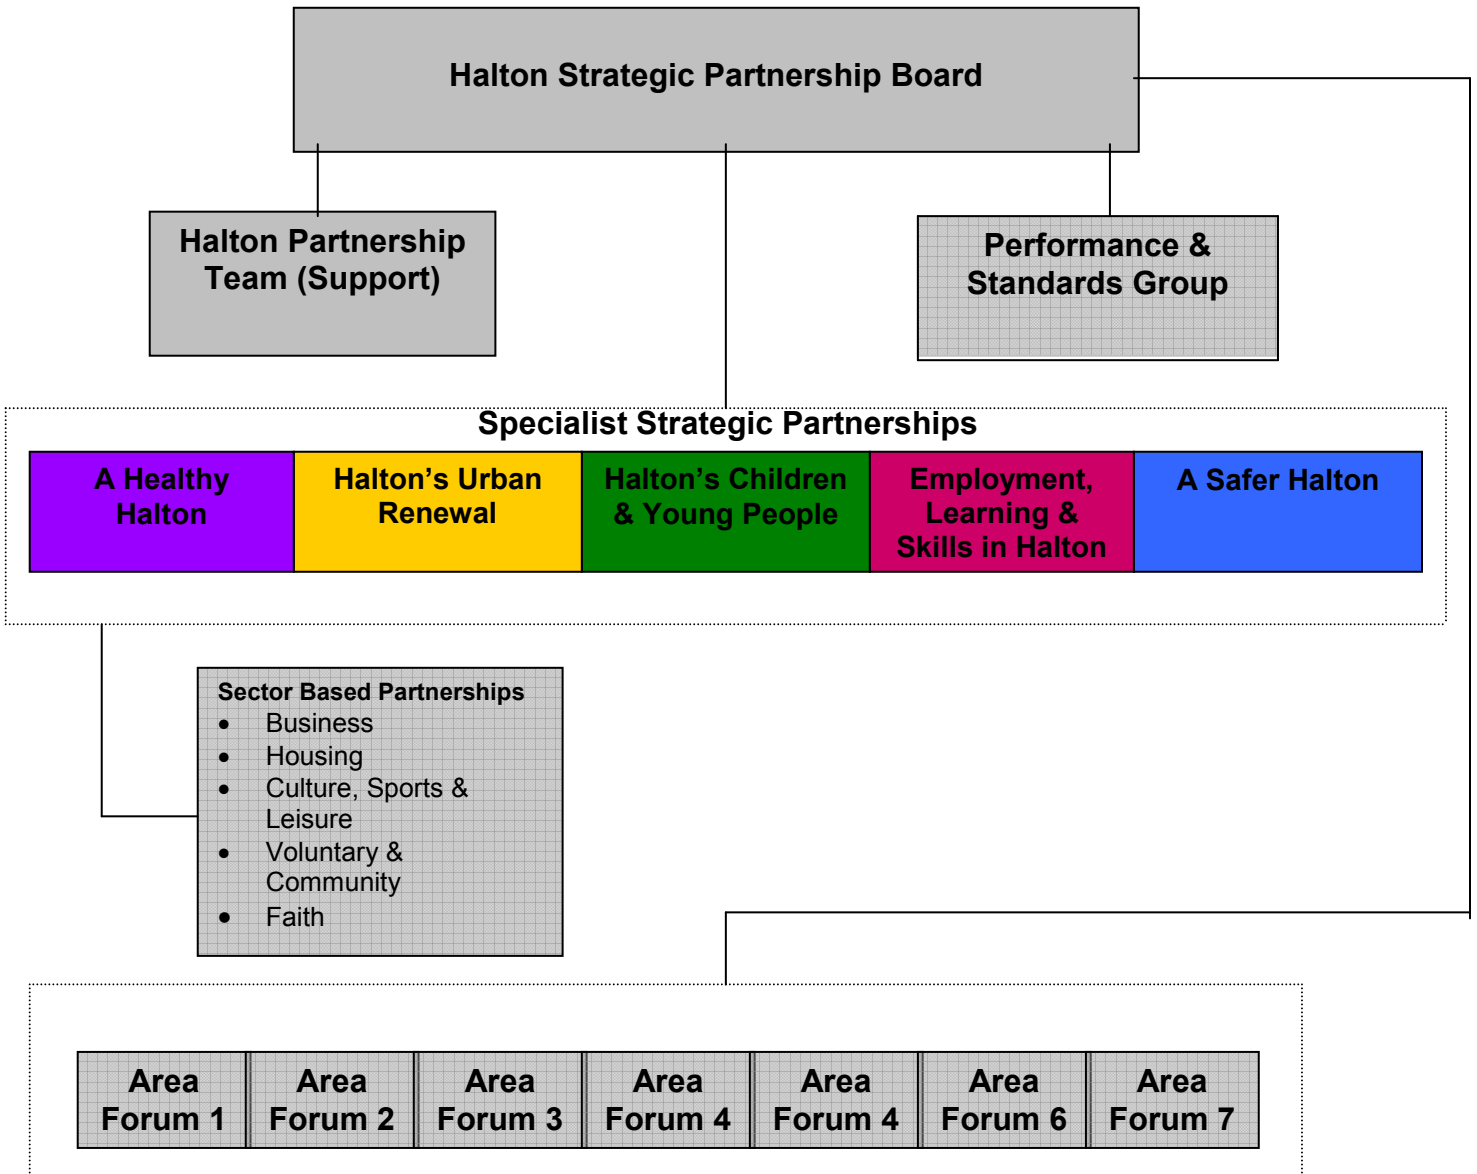 Halton Strategic Partnership Board
Halton Partnership
Team (Support)
Performance &
Standards Group
Specialist Strategic Partnerships
A Healthy
Halton
Halton’s Urban
Renewal
Halton’s Children
& Young People
Employment,
Learning &
Skills in Halton
A Safer Halton
Sector Based Partnerships
• Business
• Housing
• Culture, Sports &
Leisure
• Voluntary &
Community
• Faith
Area
Forum 1
Area
Forum 2
Area
Forum 3
Area
Forum 4
Area
Forum 4
Area
Forum 6
Area
Forum 7